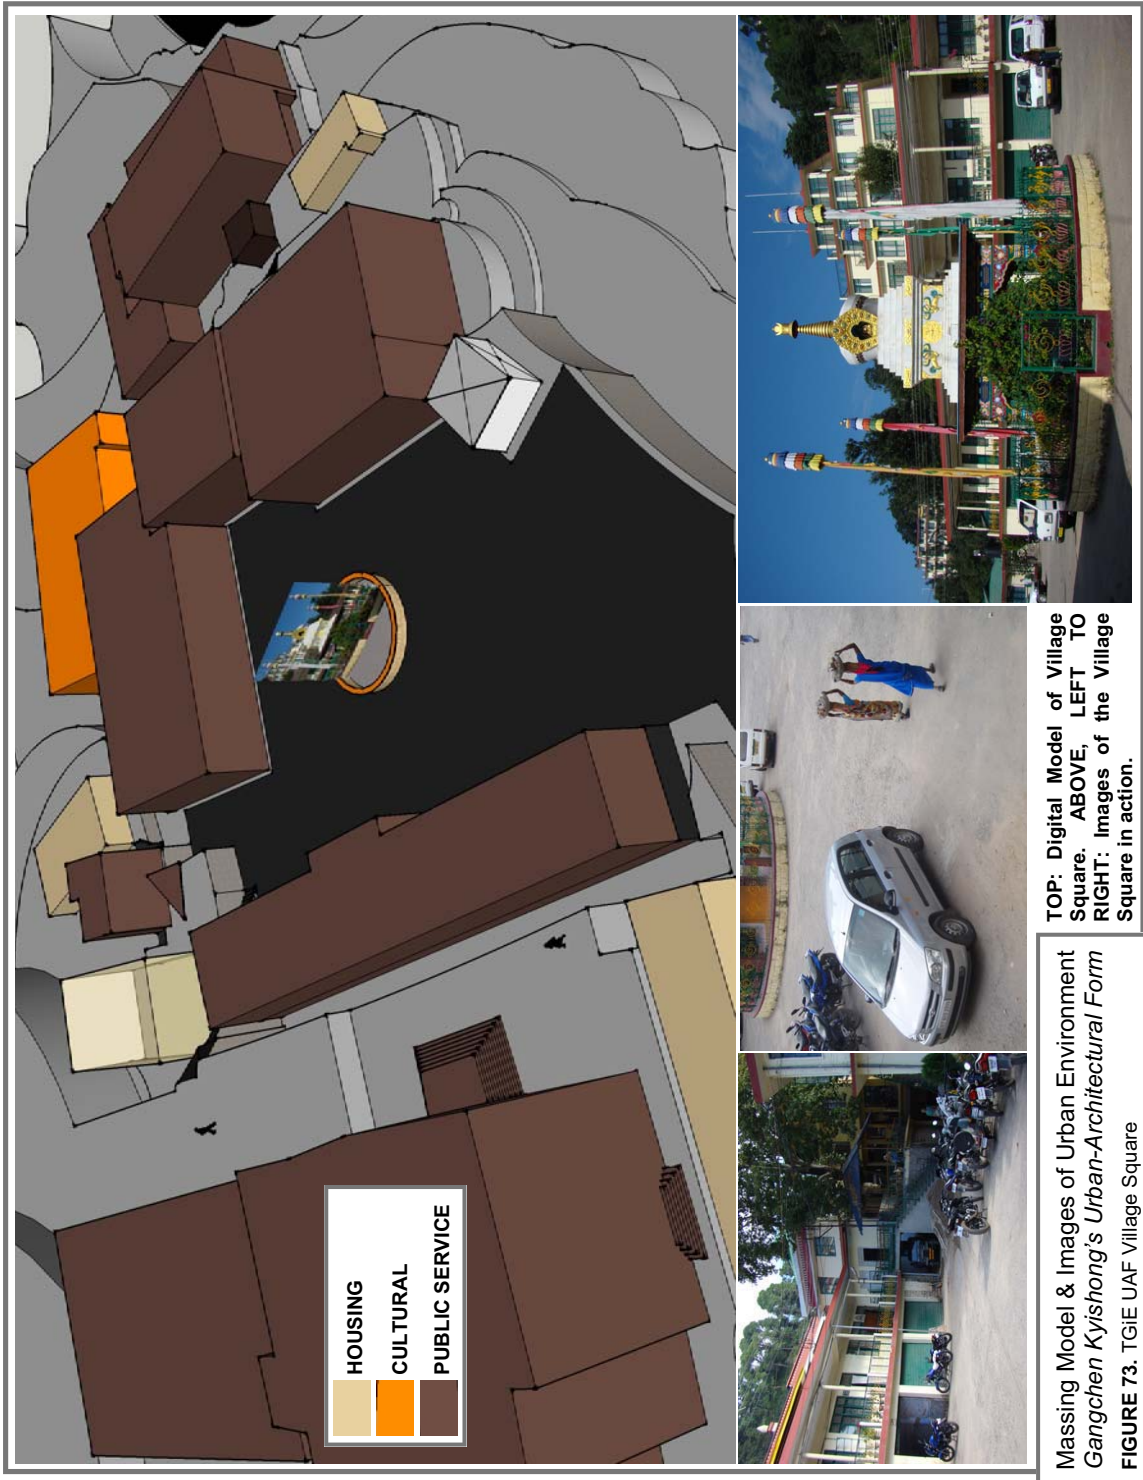 HOUSING
CULTURAL
PUBLIC SERVICE
TOP: Digital Model of Village
Square. ABOVE, LEFT TO
RIGHT: Images of the Village
Square in action.
Massing Model & Images of Urban Environment
Gangchen Kyishong's Urban-Architectural Form
FIGURE 73. TGiE UAF Village Square